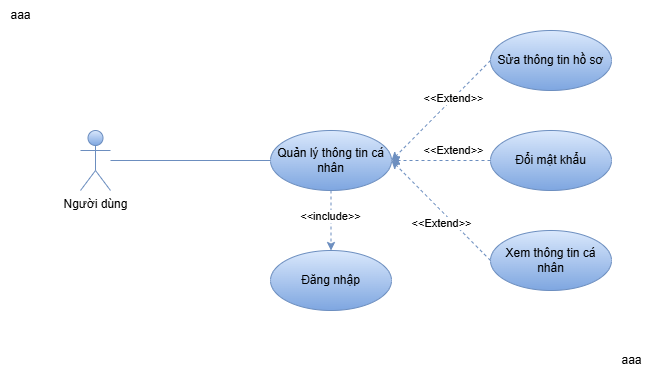 aaa
Sửa thông tin hồ sơ
<<Extend>>
Người dùng
Quản lý thông tin cá
nhân
<<Extend>>
Đổi mật khẩu
<<include>>
<<Extend>>
Đăng nhập
Xem thông tin cá
nhân
aaa